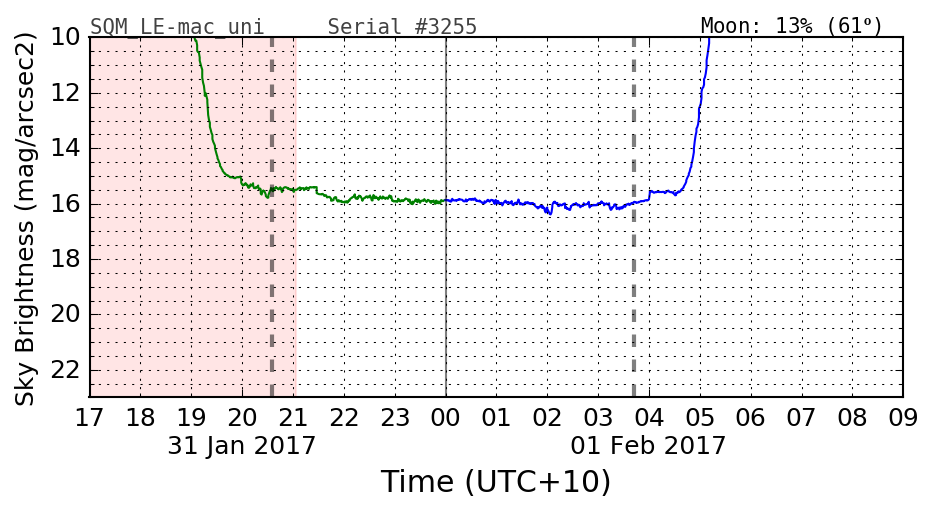 SQM_LE-mac_uni Serial #3255 Moon: 13% (61°)
Sky Brightness (mag/arcsec2)
10
12
14
16
18
20
22
17 18 19 20 21 22 23 00 01 02 03 04 05 06 07 08 09
31 Jan 2017 01 Feb 2017
Time (UTC+10)